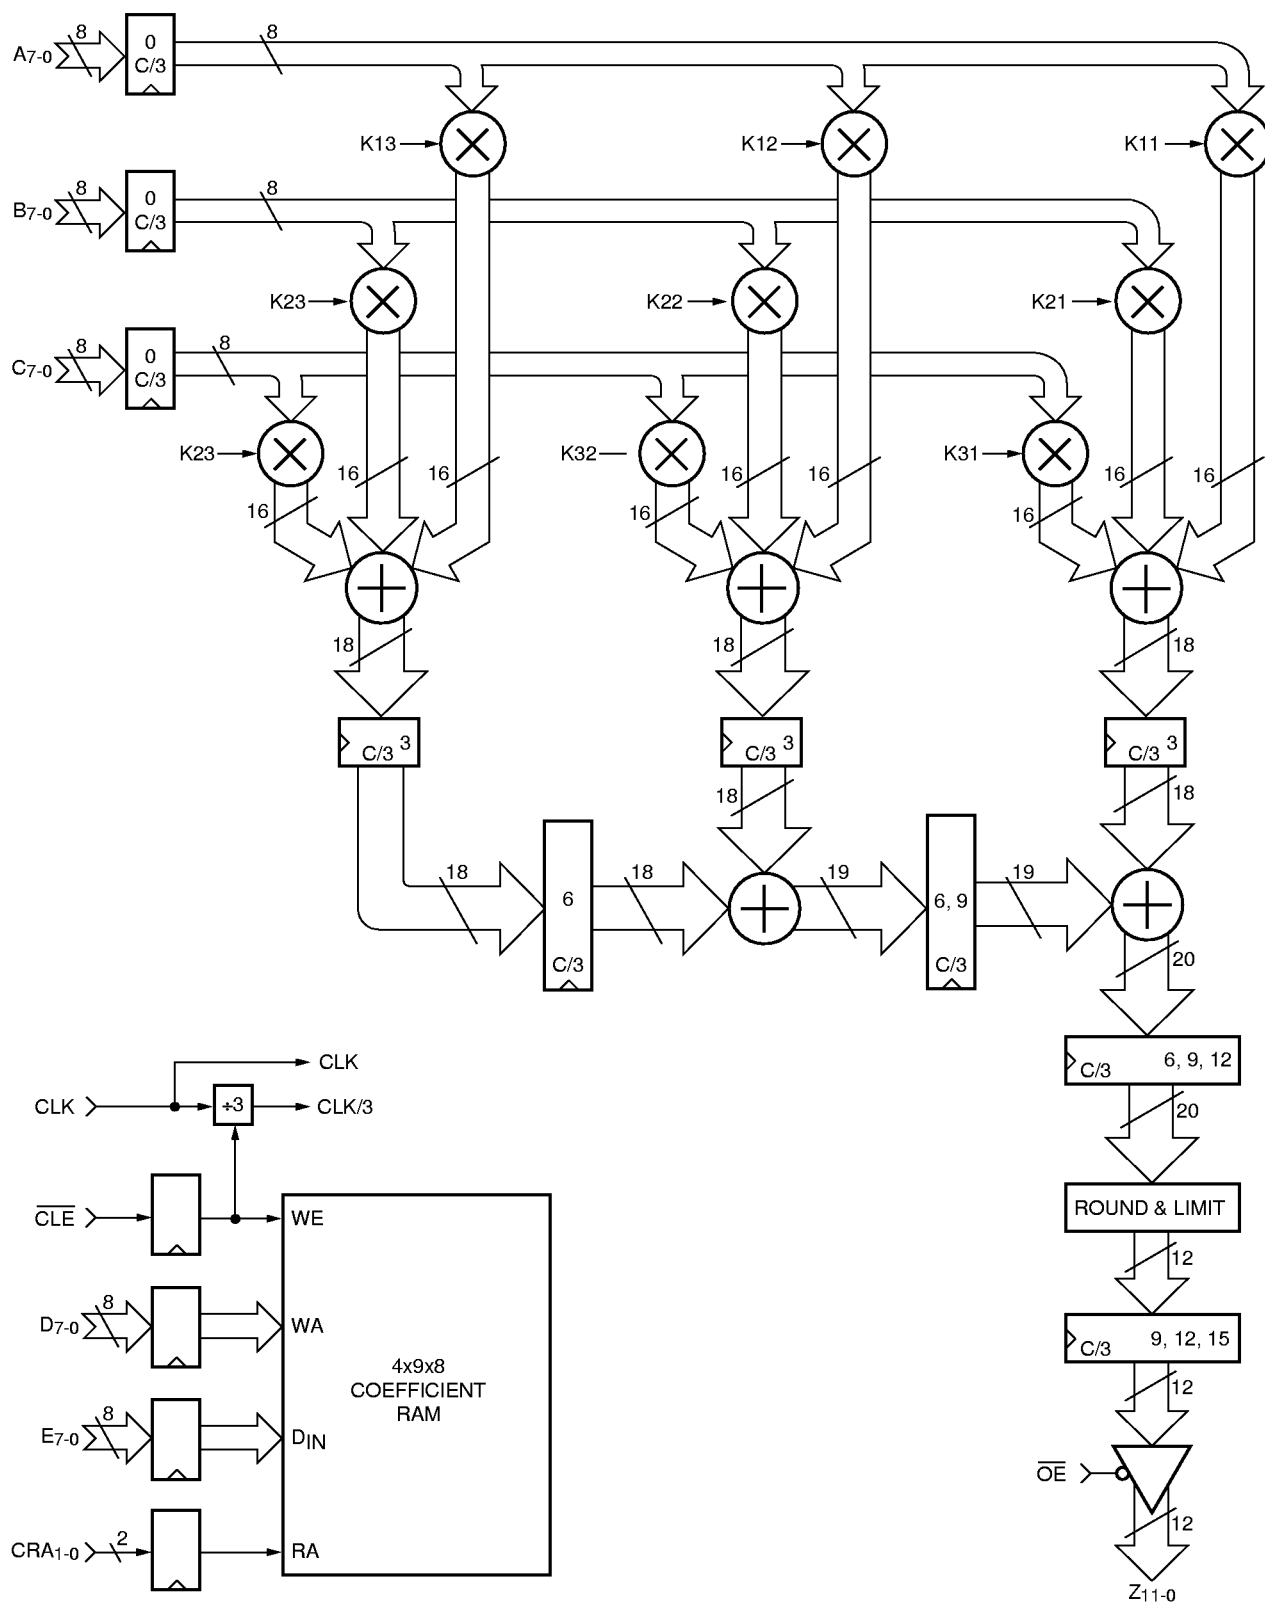 A7-0
8
0
C/3
8
K13
K12
K11
B7-0
8
0
C/3
8
K23
K22
K21
C7-0
8
0
C/3
8
K23
K32
K31
16
16
16
16
16
16
16
16
16
18
18
18
C/3 3
C/3 3
C/3 3
18
18
18
6
C/3
18
19
6, 9
C/3
19
20
C/3 6, 9, 12
20
ROUND & LIMIT
12
C/3 9, 12, 15
12
OE
12
Z11-0
CLK
CLK
÷3
CLK/3
CLE
WE
D7-0
8
WA
4x9x8
COEFFICIENT
RAM
E7-0
8
DIN
CRA1-0
2
RA